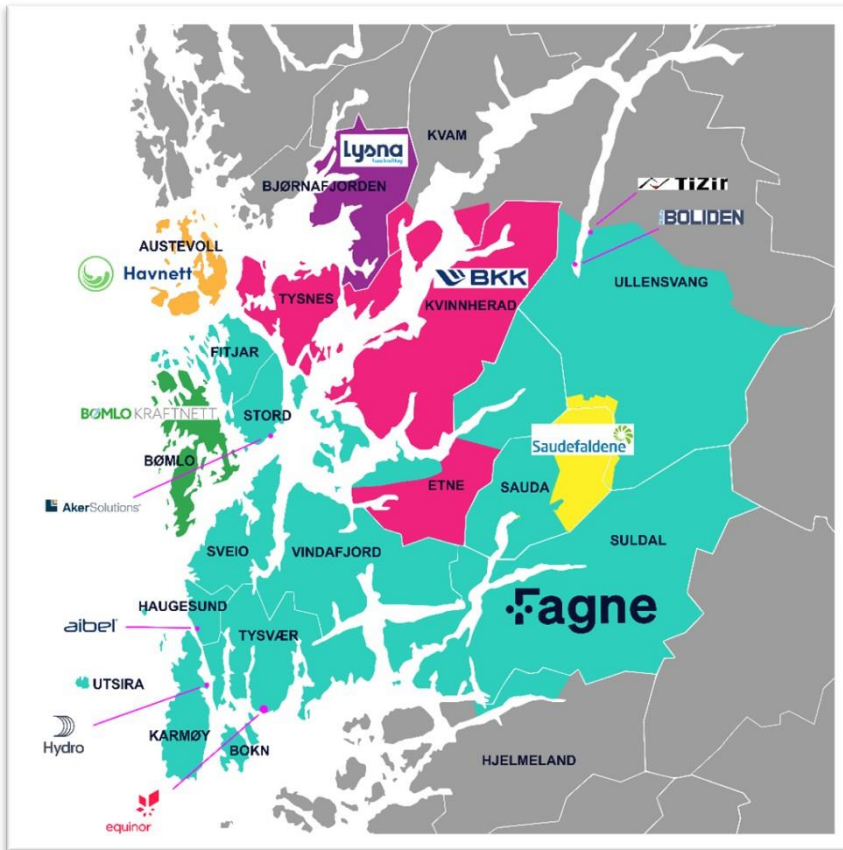 KVAM
Lysna
BJØRNAFJORDEN
TiZir
BOLIDEN
AUSTEVOLL
Havnett
BKK
ULLENSVANG
TYSNES
KVINNHERAD
FITJAR
BØMLO KRAFTNETT
STORD
Saudefaldene
BØMLO
ETNE
SAUDA
AkerSolutions
SULDAL
SVEIO
VINDAFJORD
HAUGESUND
Fagne
aibel
TYSVÆR
UTSIRA
KARMØY
BOKN
Hydro
HJELMELAND
equinor